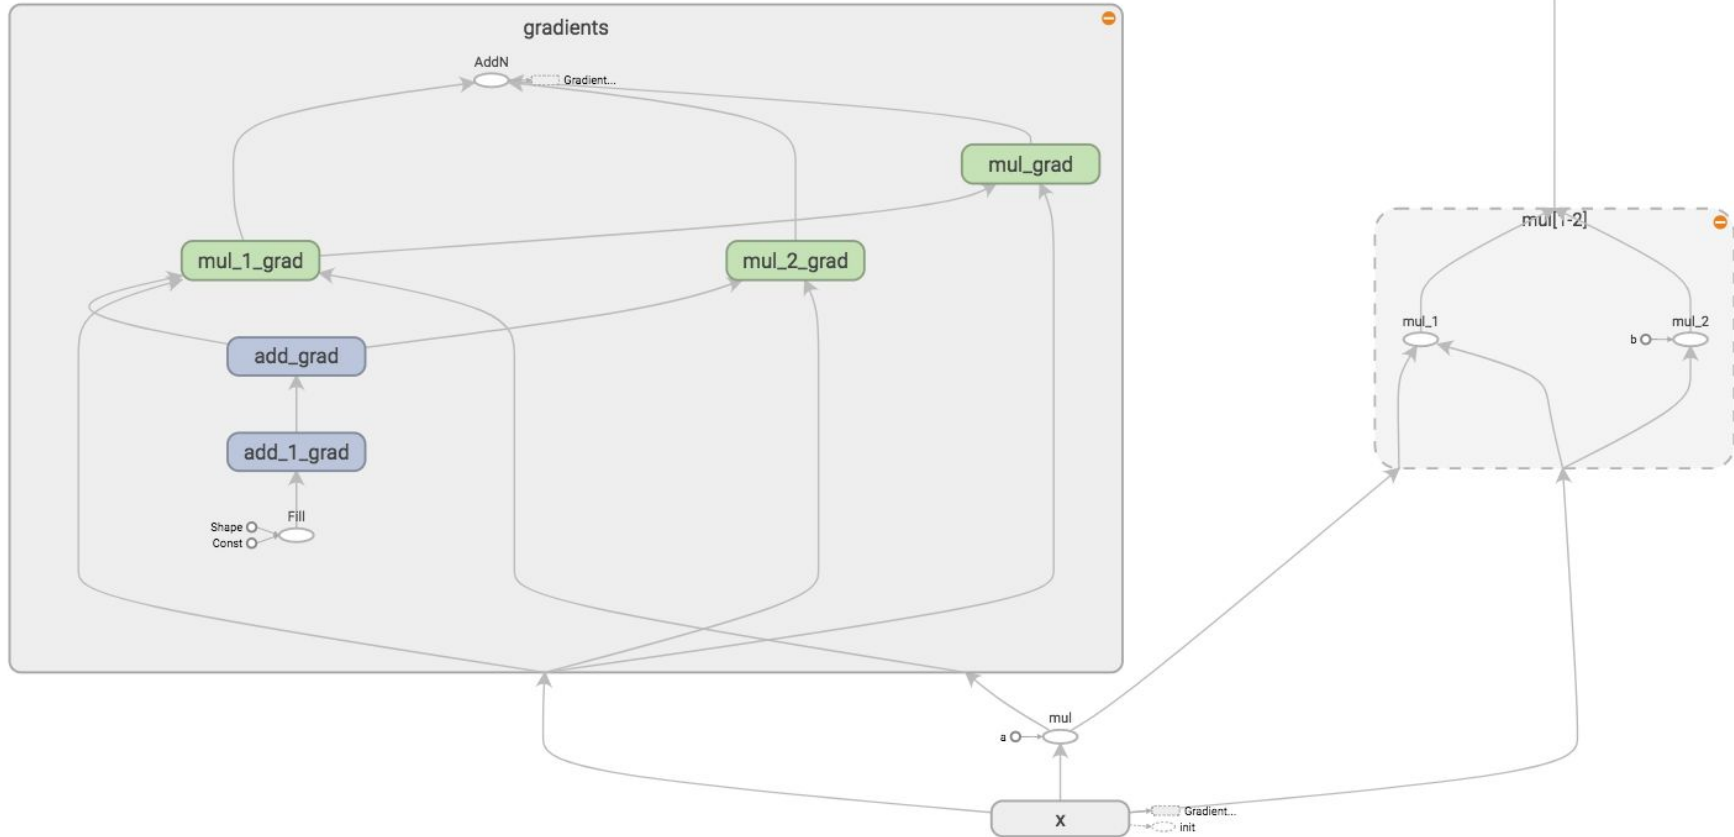 gradients
AddN
Gradient...
mul_grad
mul_1_grad
mul_2_grad
add_grad
add_1_grad
Fill
Shape
Const
mul[1-2]
mul_1
mul_2
b
mul
a
x
Gradient...
init